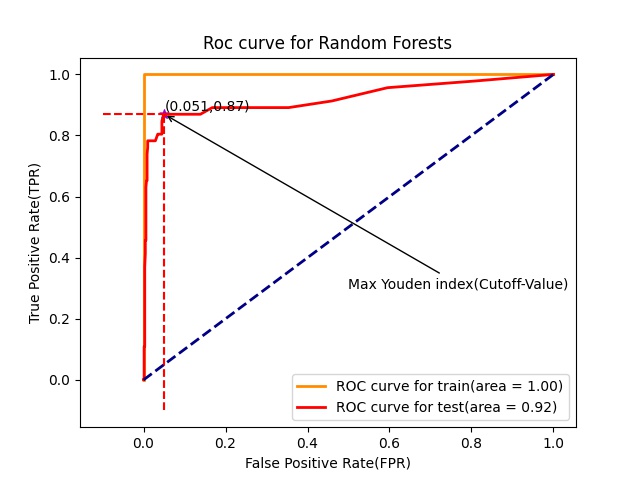 Roc curve for Random Forests
1.0
0.8
0.6
0.4
0.2
0.0
True Positive Rate(TPR)
(0.051,0.87)
Max Youden index(Cutoff-Value)
ROC curve for train(area = 1.00)
ROC curve for test(area = 0.92)
0.0 0.2 0.4 0.6 0.8 1.0
False Positive Rate(FPR)